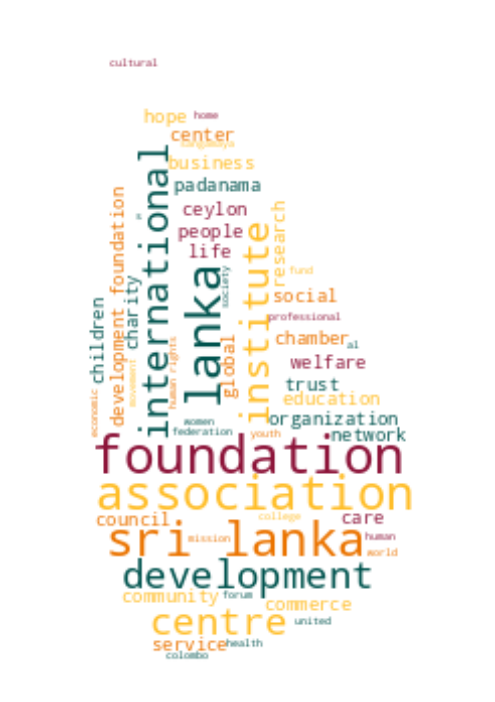 cultural
hope
home
center
sangamaya
business
padanama
international
ceylon
people
life
development foundation
institute
research
lanka
society
fund
charity
social
children
professional
global
chamber
al
human rights
movement
welfare
trust
economic
education
women
organization
federation
youth
network
foundation
association
council
college
care
sri lanka
mission
human
world
development
community
forum
commerce
centre
united
service
health
colombo